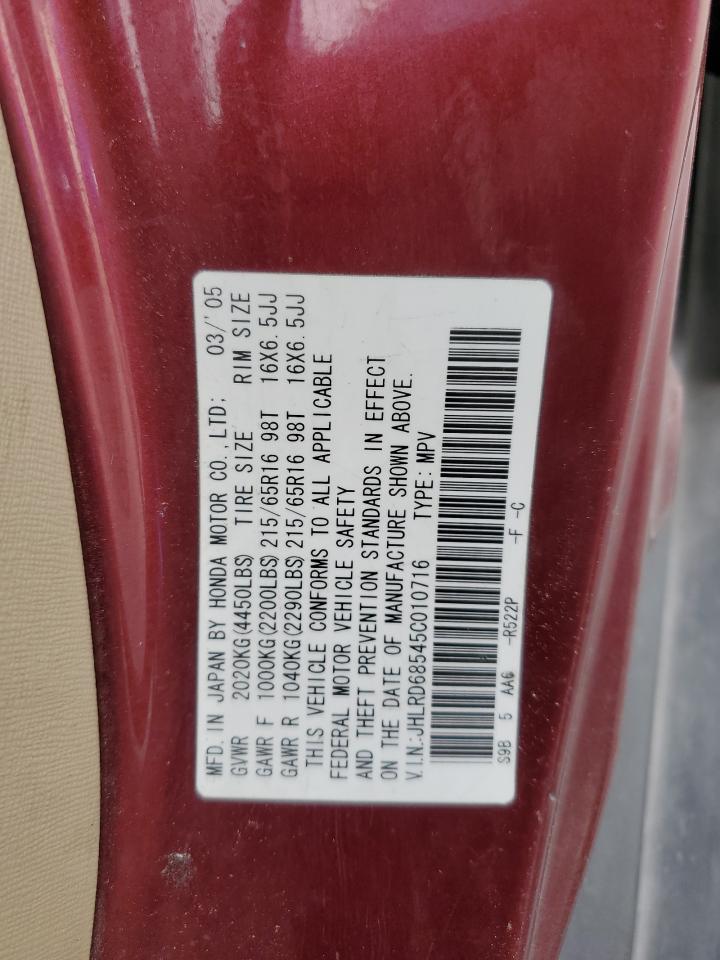 MFD. IN JAPAN BY HONDA MOTOR CO., LTD; 03/'05
GVWR 2020KG(4450LBS) TIRE SIZE RIM SIZE
GAWR F 1000KG(2200LBS) 215/65R16 98T 16X6.5JJ
GAWR R 1040KG(2290LBS) 215/65R16 98T 16X6.5JJ
THIS VEHICLE CONFORMS TO ALL APPLICABLE
FEDERAL MOTOR VEHICLE SAFETY
AND THEFT PREVENTION STANDARDS IN EFFECT
ON THE DATE OF MANUFACTURE SHOWN ABOVE.
V.I.N.:JHLRD68545C010716 TYPE:MPV
S9B 5 AA6 -R522P -F -C